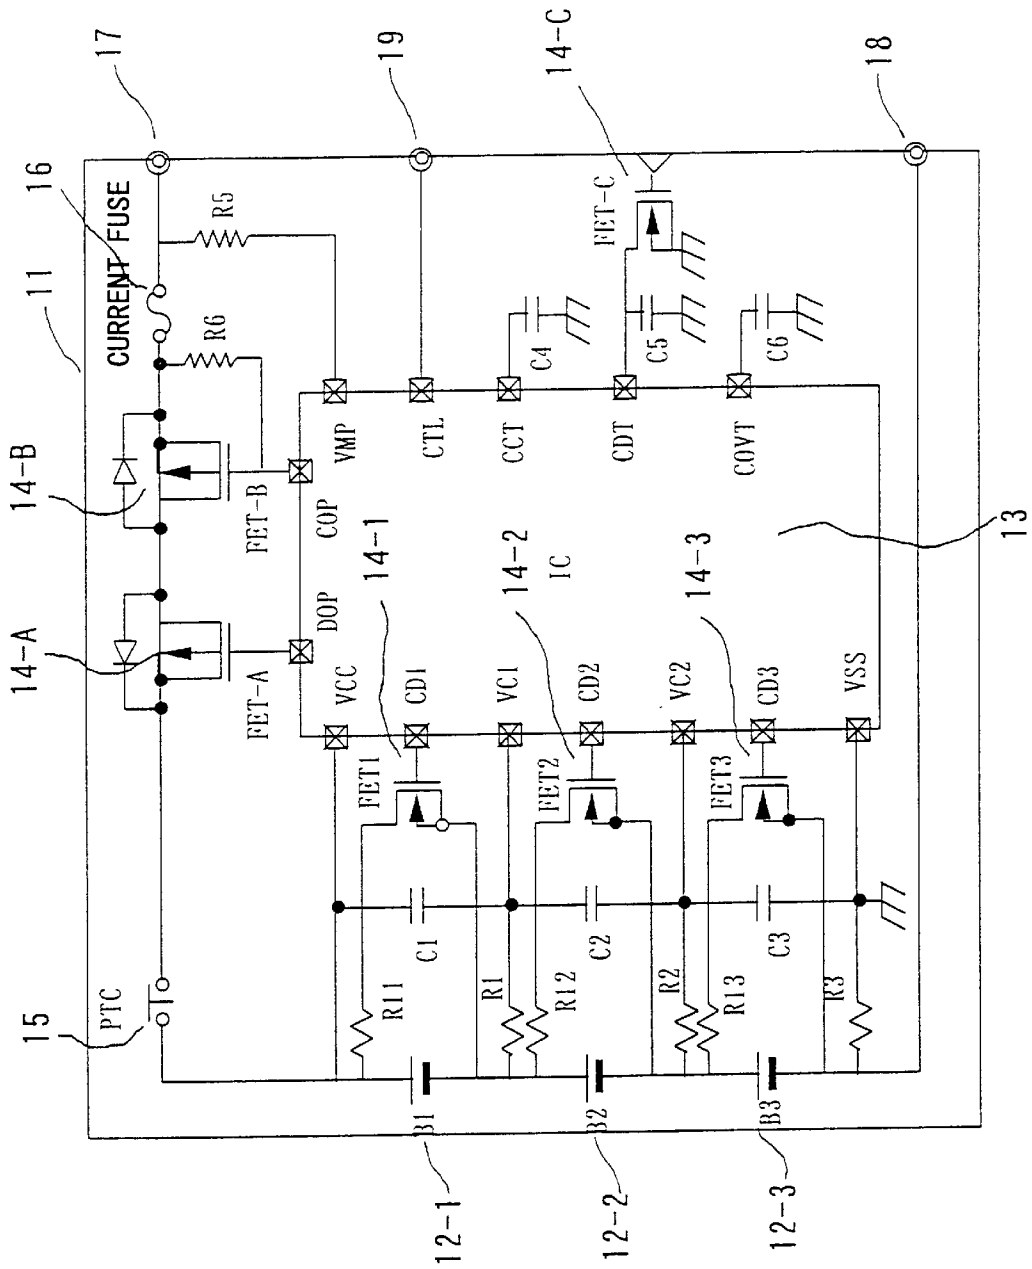 17
19
14-C
18
16
11
CURRENT FUSE
R5
R6
FET-C
C4
C5
C6
14-B
FET-B
VMP
CTL
CCT
CDT
COVT
COP
14-1
14-2
IC
14-3
13
14-A
FET-A
DOP
VCC
CD1
VC1
CD2
VC2
CD3
VSS
FET1
FET2
FET3
C1
C2
C3
15
PTC
R11
R1
R12
R2
R13
R3
B1
B2
B3
12-1
12-2
12-3